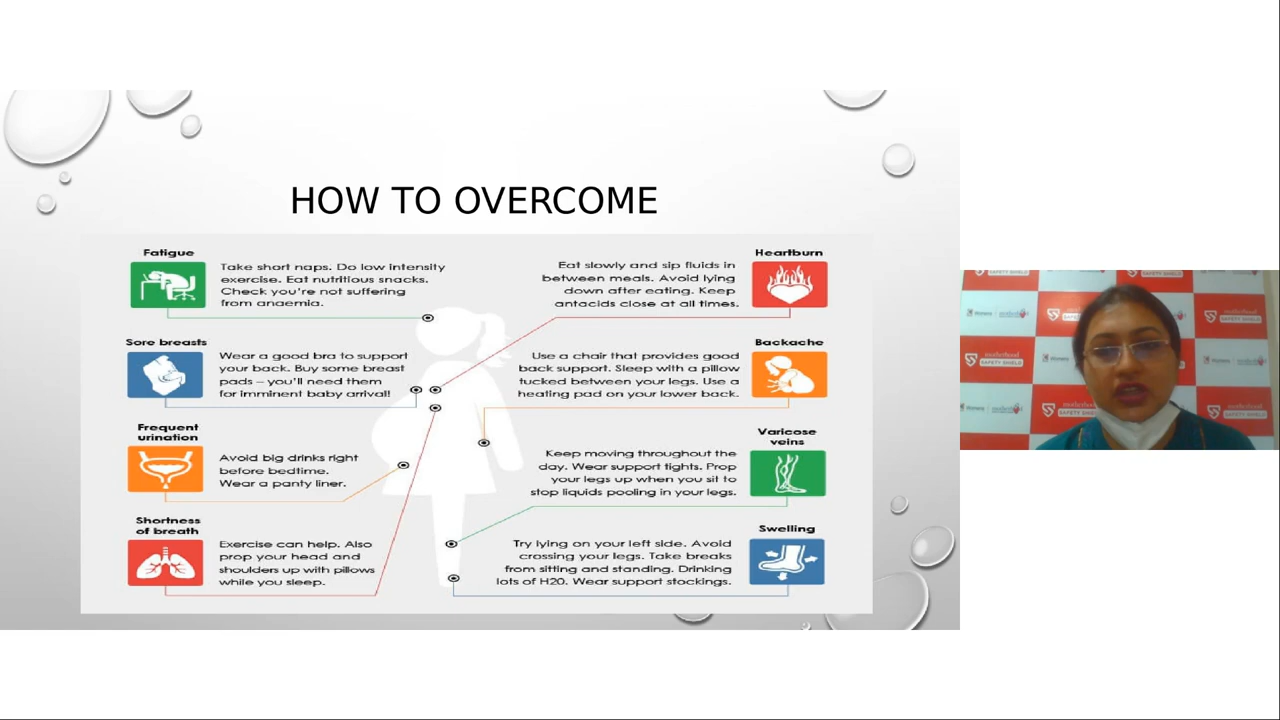 HOW TO OVERCOME
Fatigue
Take short naps. Do low intensity
exercise. Eat nutritious snacks.
Check you're not suffering
from anaemia.
Sore breasts
Wear a good bra to support
your back. Buy some breast
pads – you'll need them
for imminent baby arrival!
Frequent
urination
Avoid big drinks right
before bedtime.
Wear a panty liner.
Shortness
of breath
Exercise can help. Also
prop your head and
shoulders up with pillows
while you sleep.
Heartburn
Eat slowly and sip fluids in
between meals. Avoid lying
down after eating. Keep
antacids close at all times.
Backache
Use a chair that provides good
back support. Sleep with a pillow
tucked between your legs. Use a
heating pad on your lower back.
Varicose
veins
Keep moving throughout the
day. Wear support tights. Prop
your legs up when you sit to
stop liquids pooling in your legs.
Swelling
Try lying on your left side. Avoid
crossing your legs. Take breaks
from sitting and standing. Drinking
lots of H20. Wear support stockings.
SAFETY SHIELD
SAFETY SHIELD
SAFETY SHIELD
SAFETY SHIELD